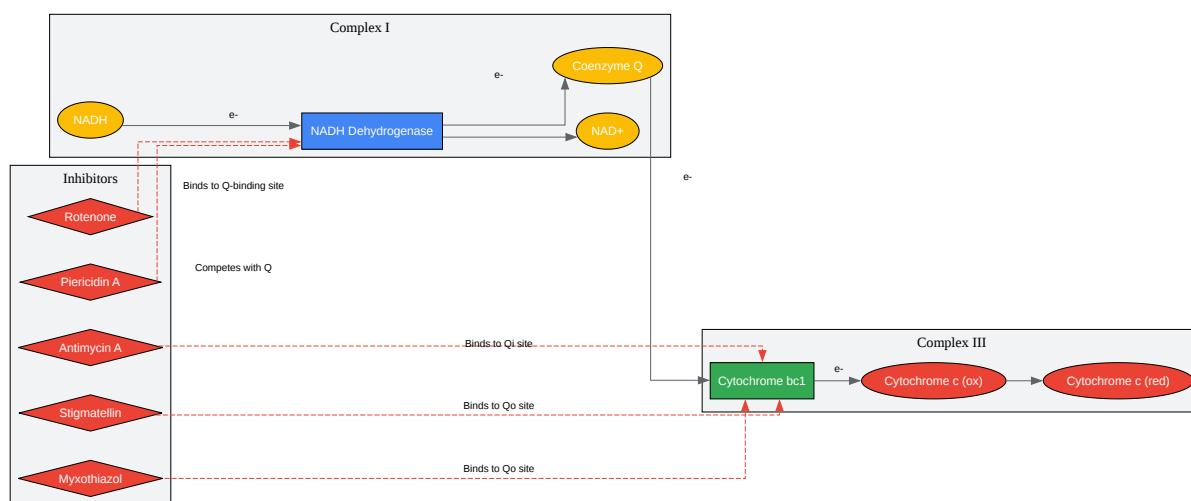 Complex I
Coenzyme Q
e-
NADH
e-
NADH Dehydrogenase
NAD+
Inhibitors
e-
Binds to Q-binding site
Rotenone
Competes with Q
Piericidin A
Antimycin A
Binds to Qi site
Complex III
Cytochrome bc1
e-
Cytochrome c (ox)
Cytochrome c (red)
Stigmatellin
Binds to Qo site
Myxothiazol
Binds to Qo site